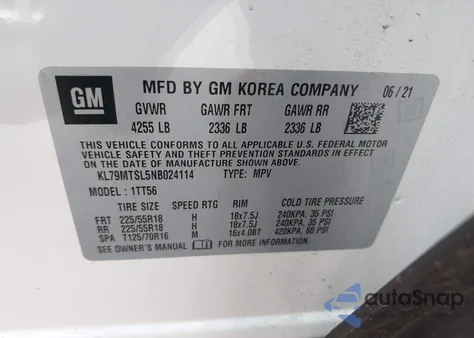 GM
MFD BY GM KOREA COMPANY 06/21
GVWR GAWR FRT GAWR RR
4255 LB 2336 LB 2336 LB
THIS VEHICLE CONFORMS TO ALL APPLICABLE U.S. FEDERAL MOTOR
VEHICLE SAFETY, BUMPER, AND THEFT PREVENTION STANDARDS IN EFFECT
ON THE DATE OF MANUFACTURE SHOWN ABOVE.
KL79MTSL5NB024114 TYPE: MPV
MODEL : 1TT56
TIRE SIZE SPEED RTG RIM COLD TIRE PRESSURE
FRT 225/55R18 H 18x7.5J 240KPA, 35 PSI
RR 225/55R18 H 18x7.5J 240KPA, 35 PSI
SPA T125/70R16 M 16x4.0BT 420KPA, 60 PSI
SEE OWNER'S MANUAL FOR ADDITIONAL INFORMATION.
autoSnap